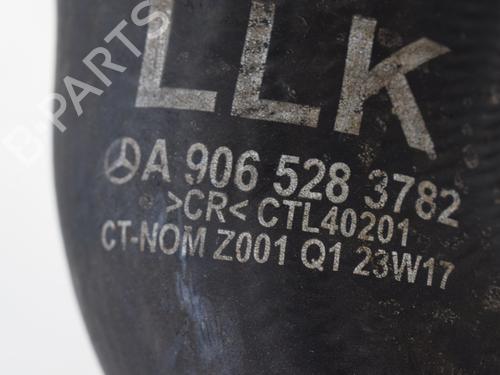 LLK
A 906 528 3782
>CR< CTL40201
CT-NOM Z001 Q1 23W17
B-PARTS